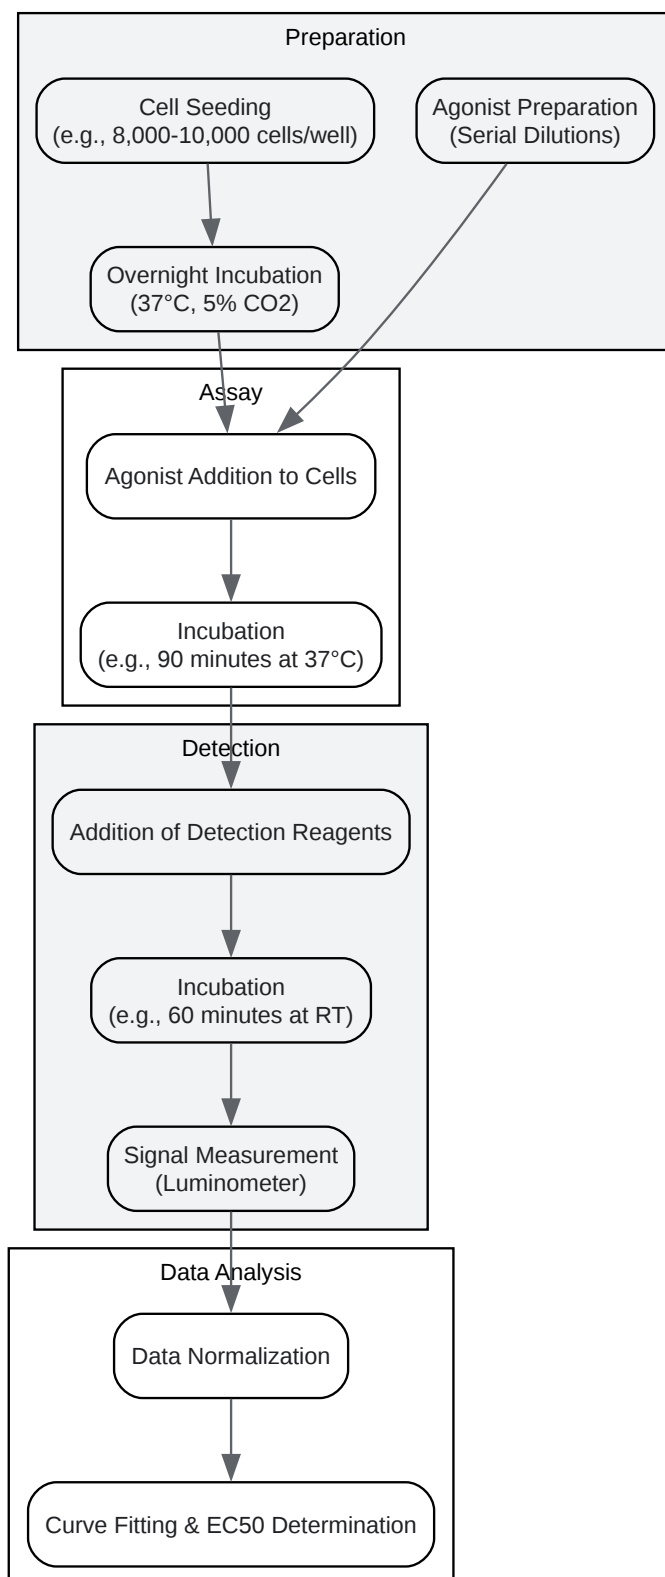 Preparation
Cell Seeding
(e.g., 8,000-10,000 cells/well)
Agonist Preparation
(Serial Dilutions)
Overnight Incubation
(37°C, 5% CO2)
Assay
Agonist Addition to Cells
Incubation
(e.g., 90 minutes at 37°C)
Detection
Addition of Detection Reagents
Incubation
(e.g., 60 minutes at RT)
Signal Measurement
(Luminometer)
Data Analysis
Data Normalization
Curve Fitting & EC50 Determination